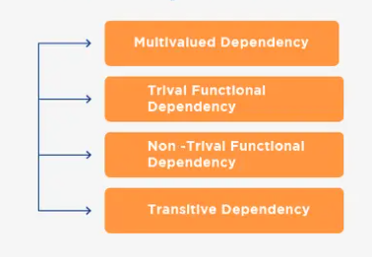 Multivalued Dependency
Trival Functional
Dependency
Non -Trival Functional
Dependency
Transitive Dependency